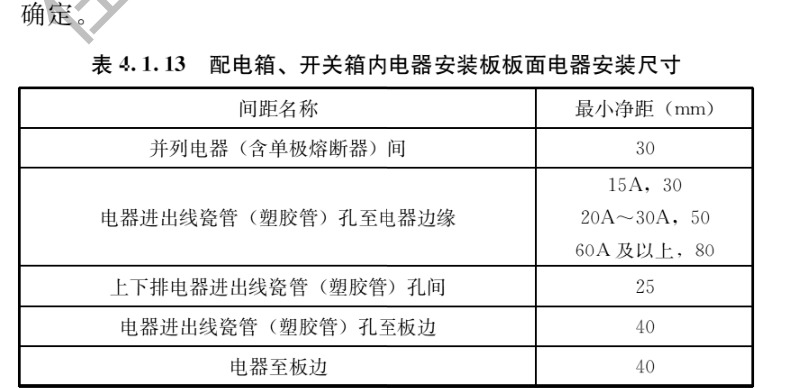 确定。
表 4.1.13 配电箱、开关箱内电器安装板板面电器安装尺寸
间距名称 最小净距（mm）
并列电器（含单极熔断器）间 30
电器进出线瓷管（塑胶管）孔至电器边缘 15A，30
20A～30A，50
60A 及以上，80
上下排电器进出线瓷管（塑胶管）孔间 25
电器进出线瓷管（塑胶管）孔至板边 40
电器至板边 40